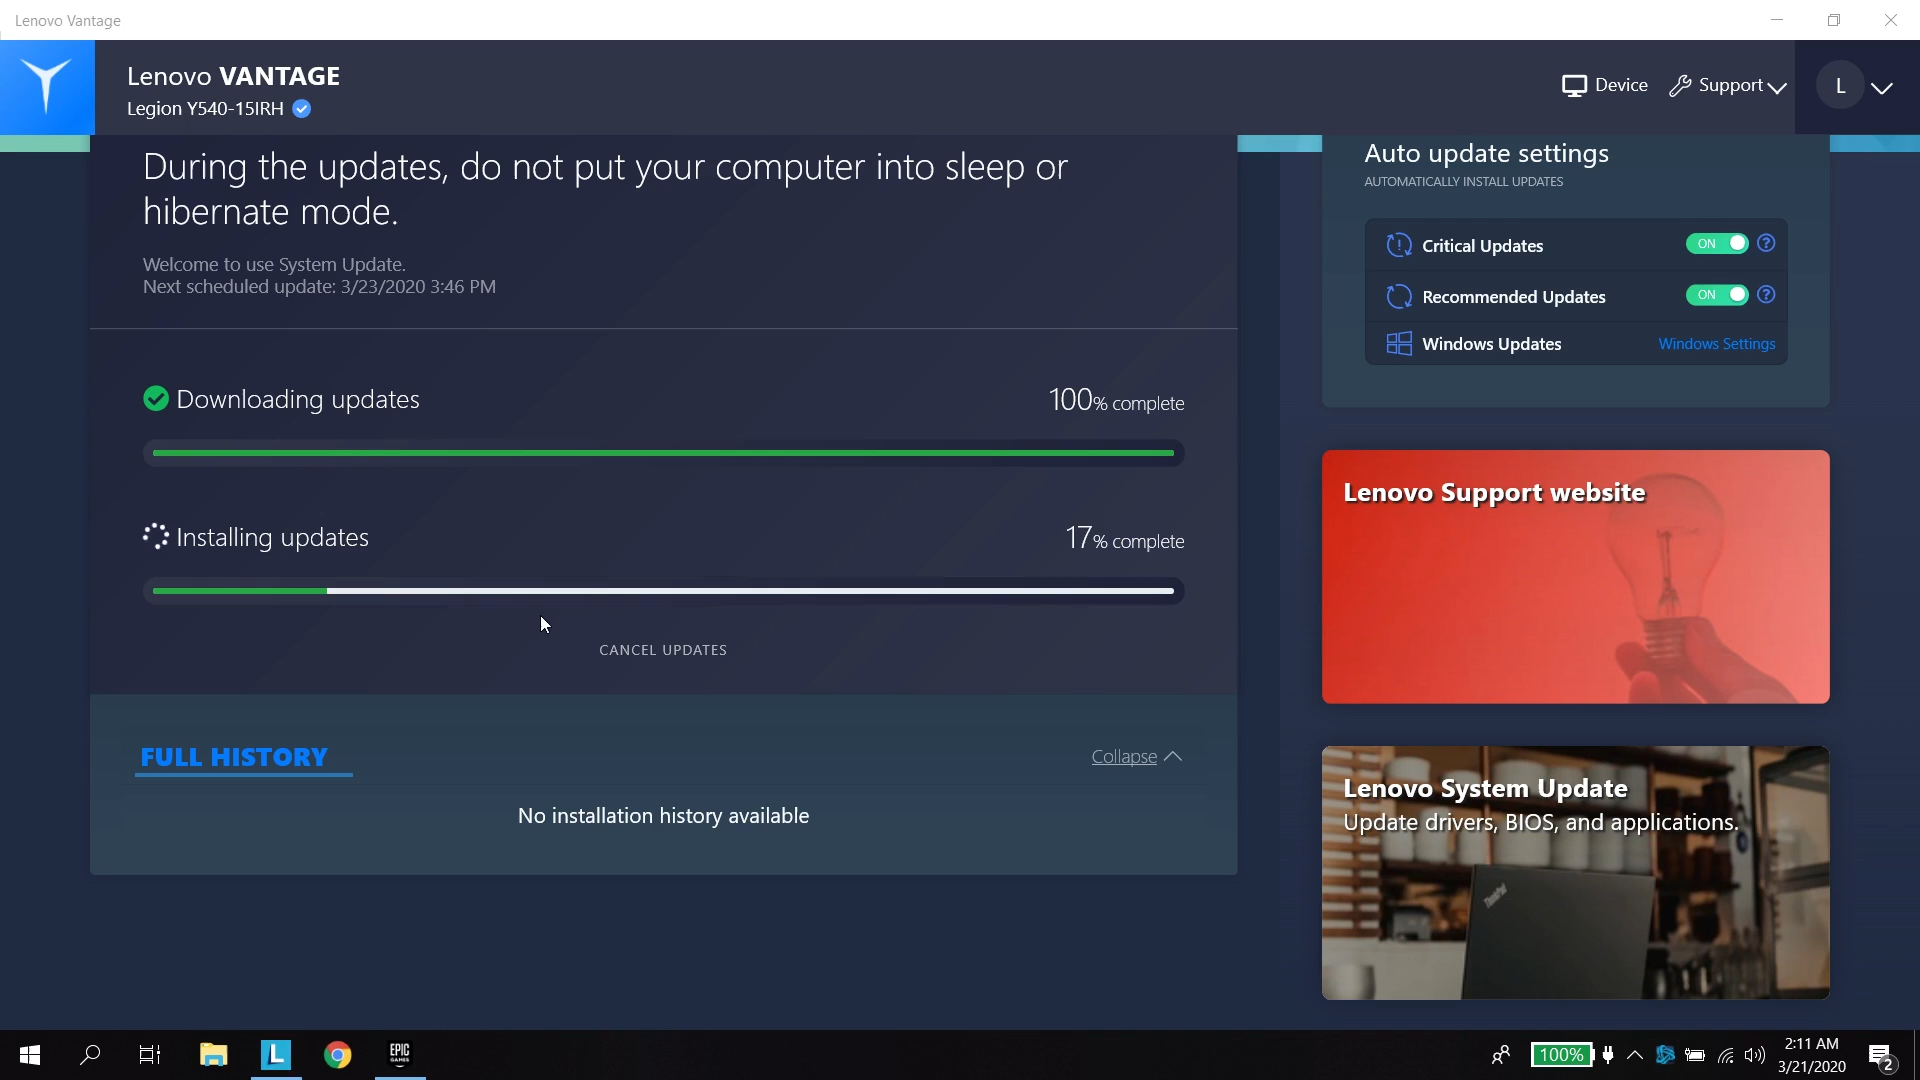 Lenovo Vantage
Lenovo VANTAGE
Legion Y540-15IRH
Device
Support
L
During the updates, do not put your computer into sleep or
hibernate mode.
Welcome to use System Update.
Next scheduled update: 3/23/2020 3:46 PM
Downloading updates
100% complete
Installing updates
17% complete
CANCEL UPDATES
FULL HISTORY
Collapse
No installation history available
Auto update settings
AUTOMATICALLY INSTALL UPDATES
Critical Updates
ON
?
Recommended Updates
ON
?
Windows Updates
Windows Settings
Lenovo Support website
Lenovo System Update
Update drivers, BIOS, and applications.
ThinkPad
L
EPIC
GAMES
100%
2:11 AM
3/21/2020
2